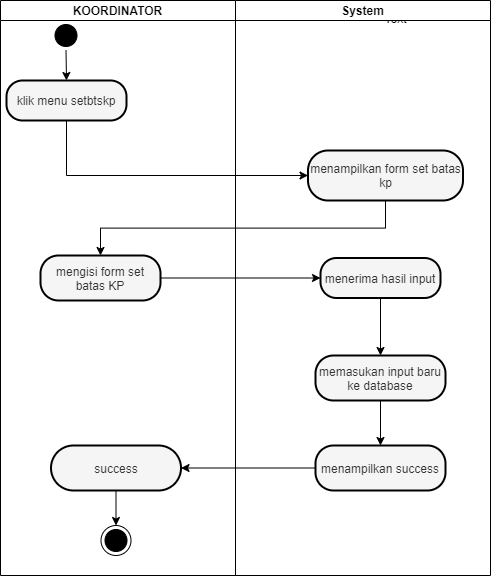 KOORDINATOR
System
klik menu setbtskp
menampilkan form set batas
kp
mengisi form set
batas KP
menerima hasil input
memasukan input baru
ke database
menampilkan success
success